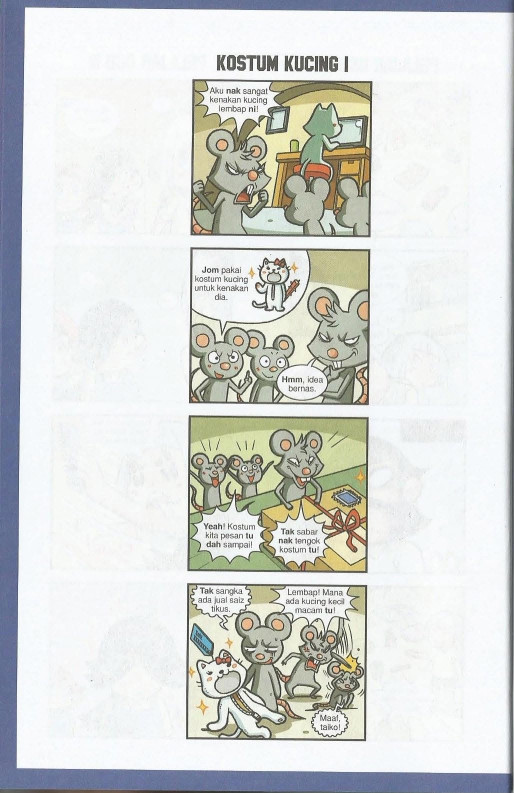 KOSTUM KUCING I
Aku nak sangat
kenakan kucing
lembap ni!
Jom pakai
kostum kucing
untuk kenakan
dia.
Hmm, idea
bernas.
Yeah! Kostum
kita pesan tu
dah sampai!
Tak sabar
nak tengok
kostum tu!
Tak sangka
ada jual saiz
tikus.
Lembap! Mana
ada kucing kecil
macam tu!
Maaf,
taiko!